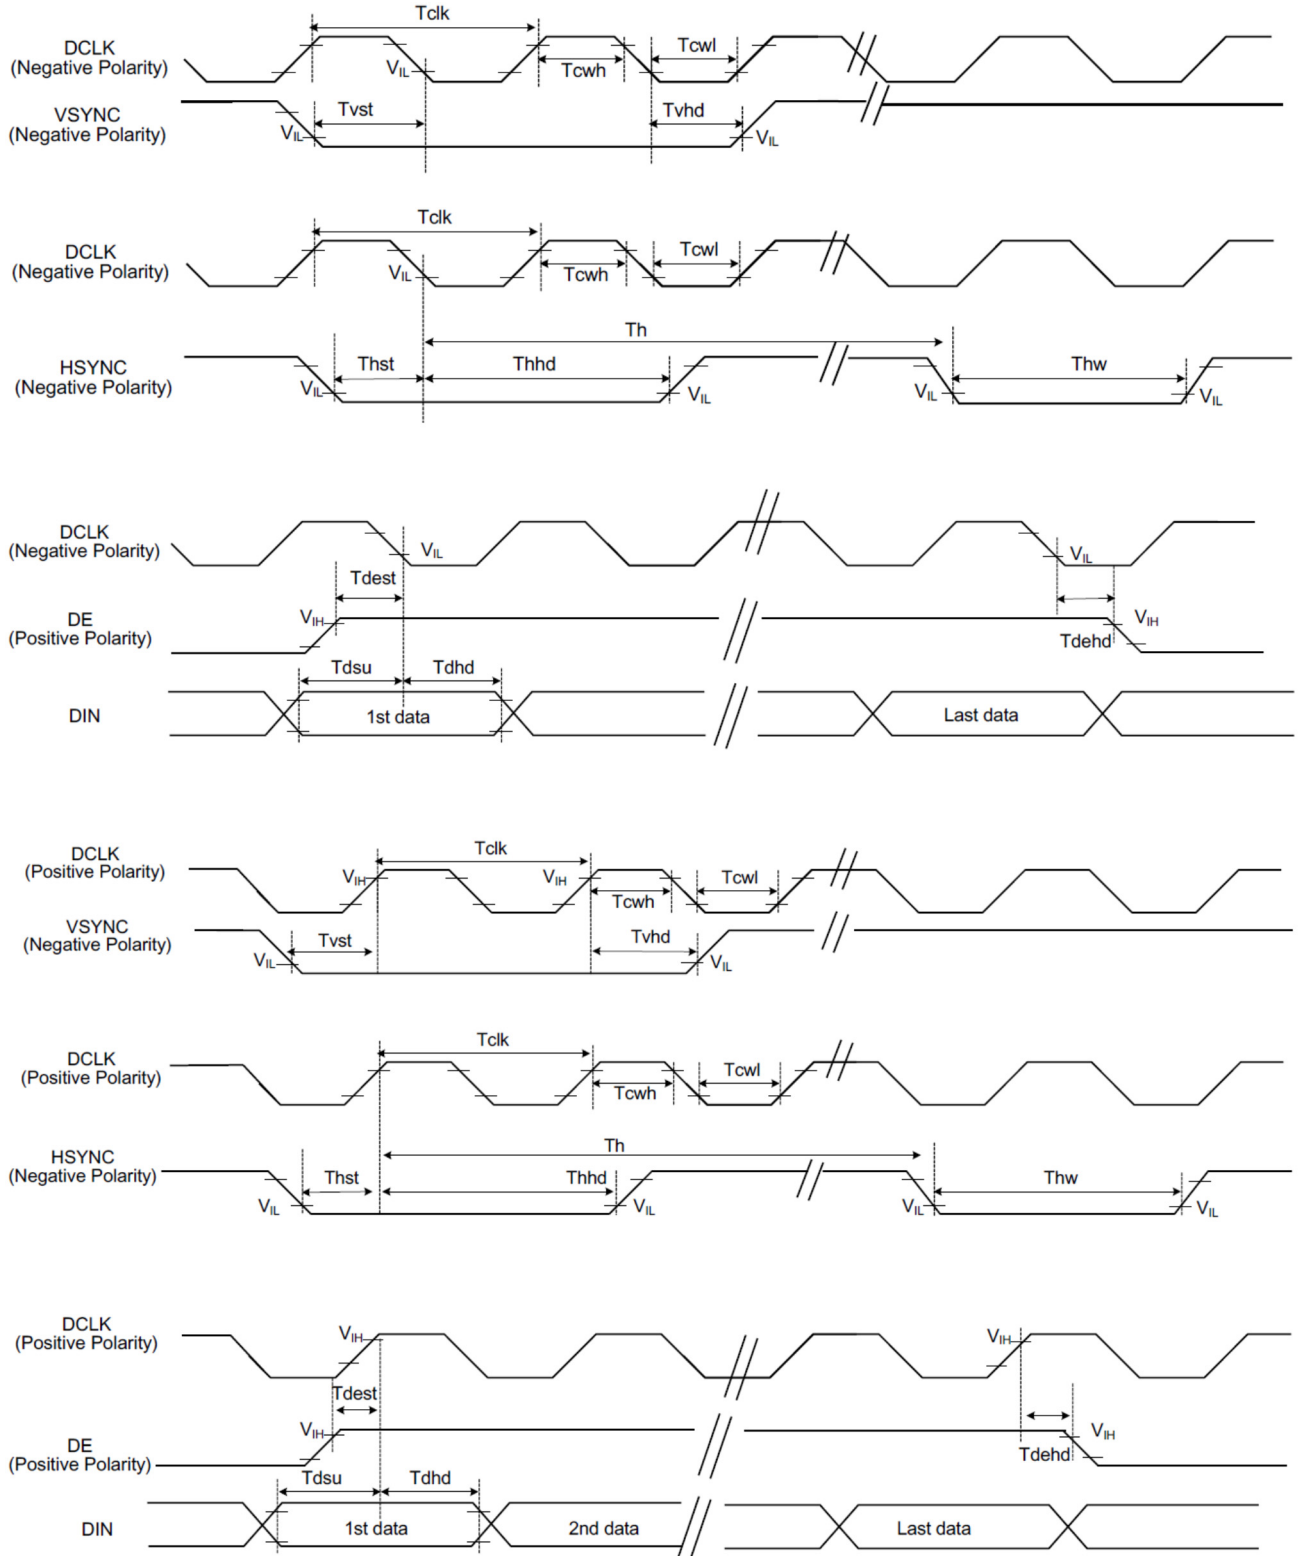 Tclk
DCLK
(Negative Polarity)
VIL
Tcwh
Tcwl
VSYNC
(Negative Polarity)
VIL
Tvst
Tvhd
VIL
Tclk
DCLK
(Negative Polarity)
VIL
Tcwh
Tcwl
Th
HSYNC
(Negative Polarity)
VIL
Thst
Thhd
VIL
VIL
Thw
VIL
DCLK
(Negative Polarity)
VIL
VIL
Tdest
DE
(Positive Polarity)
VIH
VIH
Tdehd
Tdsu
Tdhd
DIN
1st data
Last data
DCLK
(Positive Polarity)
Tclk
VIH
VIH
Tcwh
Tcwl
VSYNC
(Negative Polarity)
VIL
Tvst
Tvhd
VIL
DCLK
(Positive Polarity)
Tclk
Tcwh
Tcwl
Th
HSYNC
(Negative Polarity)
VIL
Thst
Thhd
VIL
VIL
Thw
VIL
DCLK
(Positive Polarity)
VIH
VIH
Tdest
DE
(Positive Polarity)
VIH
VIH
Tdehd
Tdsu
Tdhd
DIN
1st data
2nd data
Last data